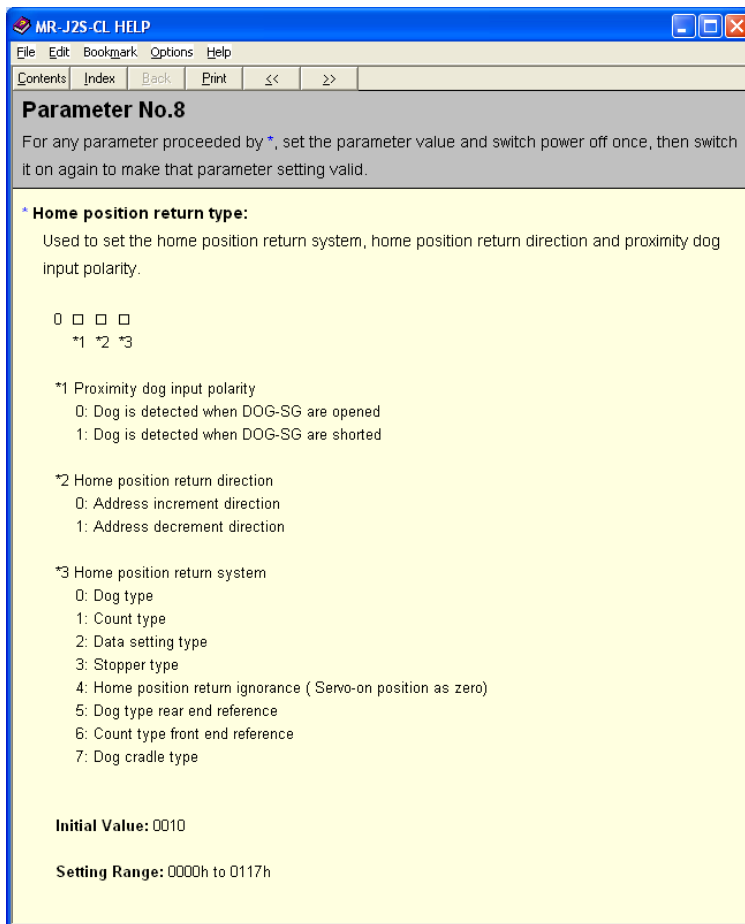 MR-J2S-CL HELP
File Edit Bookmark Options Help
Contents Index Back Print << >>
Parameter No.8
For any parameter proceeded by *, set the parameter value and switch power off once, then switch
it on again to make that parameter setting valid.
* Home position return type:
Used to set the home position return system, home position return direction and proximity dog
input polarity.
0 □ □ □
*1 *2 *3
*1 Proximity dog input polarity
0: Dog is detected when DOG-SG are opened
1: Dog is detected when DOG-SG are shorted
*2 Home position return direction
0: Address increment direction
1: Address decrement direction
*3 Home position return system
0: Dog type
1: Count type
2: Data setting type
3: Stopper type
4: Home position return ignorance ( Servo-on position as zero)
5: Dog type rear end reference
6: Count type front end reference
7: Dog cradle type
Initial Value: 0010
Setting Range: 0000h to 0117h